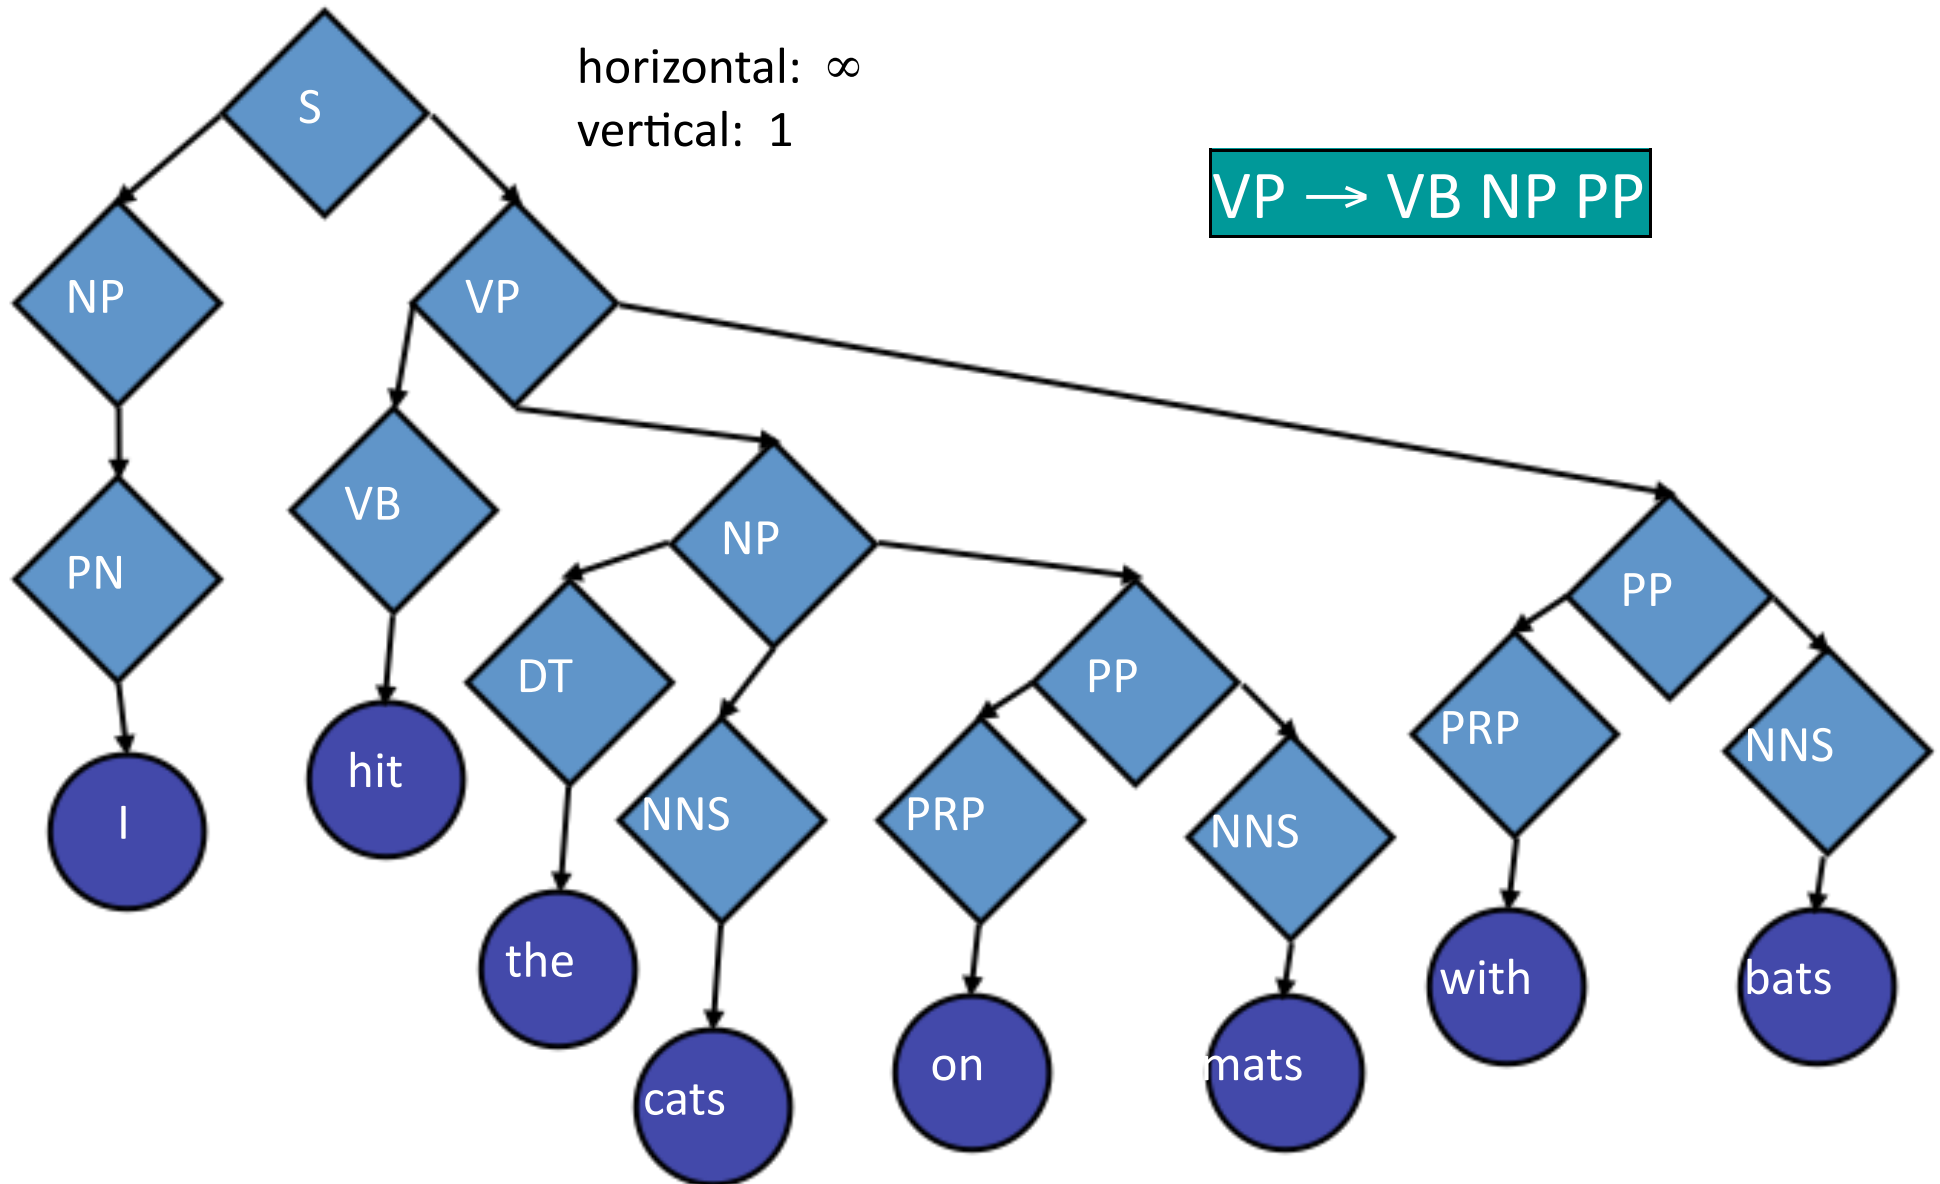 horizontal: ∞
vertical: 1
VP → VB NP PP
S
NP
VP
VB
NP
PN
PP
DT
PP
PRP
NNS
NNS
PRP
NNS
I
hit
the
cats
on
mats
with
bats